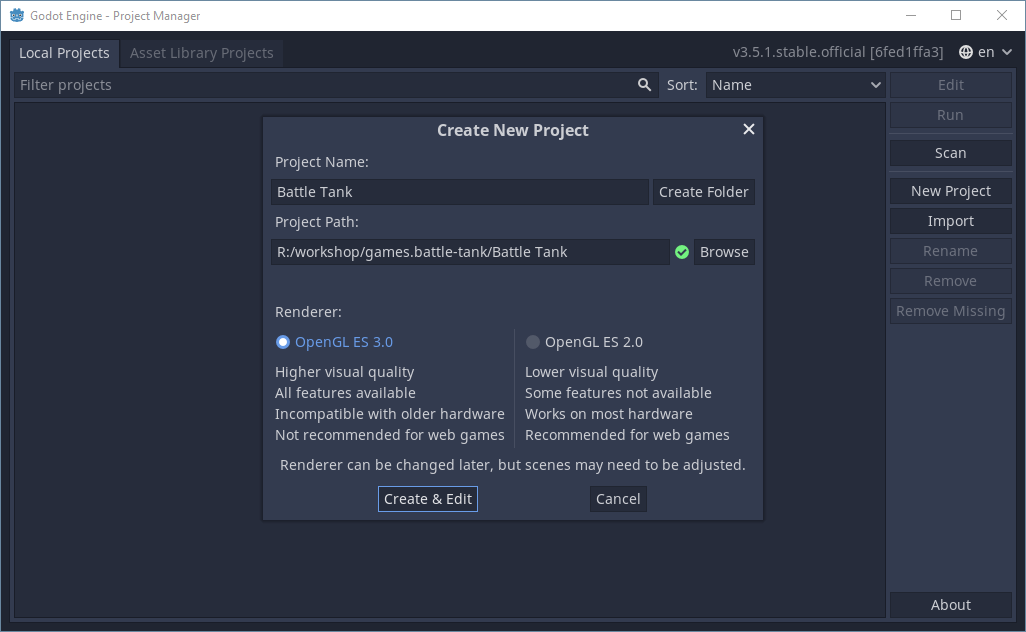 Godot Engine - Project Manager
Local Projects Asset Library Projects v3.5.1.stable.official [6fed1ffa3] en
Filter projects Sort: Name Edit
Run
Scan
New Project
Import
Rename
Remove
Remove Missing
About
Create New Project
Project Name:
Battle Tank Create Folder
Project Path:
R:/workshop/games.battle-tank/Battle Tank Browse
Renderer:
OpenGL ES 3.0
Higher visual quality
All features available
Incompatible with older hardware
Not recommended for web games
OpenGL ES 2.0
Lower visual quality
Some features not available
Works on most hardware
Recommended for web games
Renderer can be changed later, but scenes may need to be adjusted.
Create & Edit Cancel